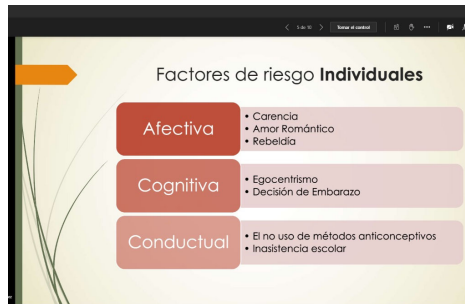 5 de 10
Tomar el control
Factores de riesgo Individuales
Afectiva
• Carencia
• Amor Romántico
• Rebeldía
Cognitiva
• Egocentrismo
• Decisión de Embarazo
Conductual
• El no uso de métodos anticonceptivos
• Inasistencia escolar